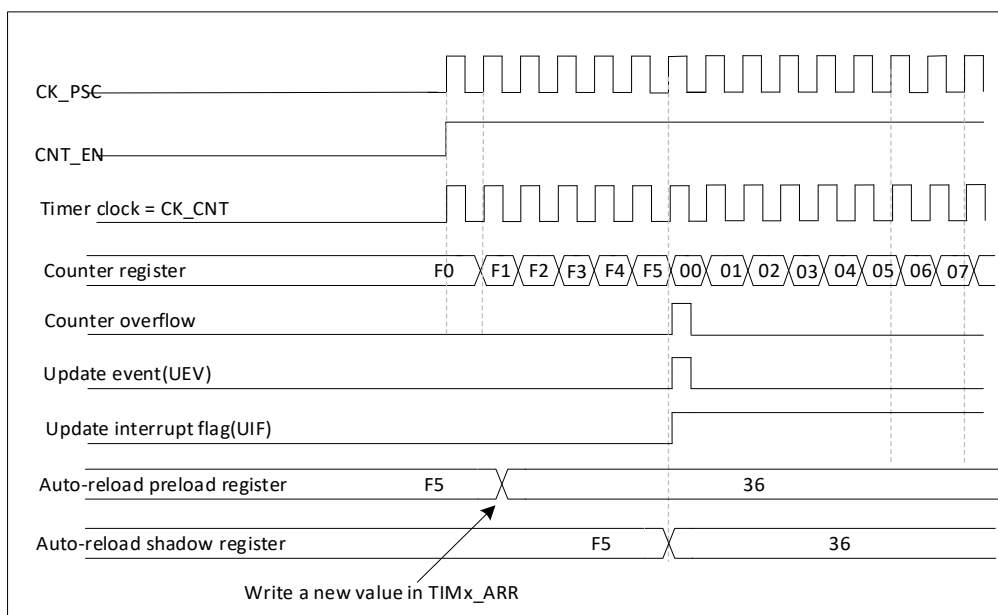 CK_PSC
CNT_EN
Timer clock = CK_CNT
Counter register F0 F1 F2 F3 F4 F5 00 01 02 03 04 05 06 07
Counter overflow
Update event(UEV)
Update interrupt flag(UIF)
Auto-reload preload register F5 36
Auto-reload shadow register F5 36
Write a new value in TIMx_ARR